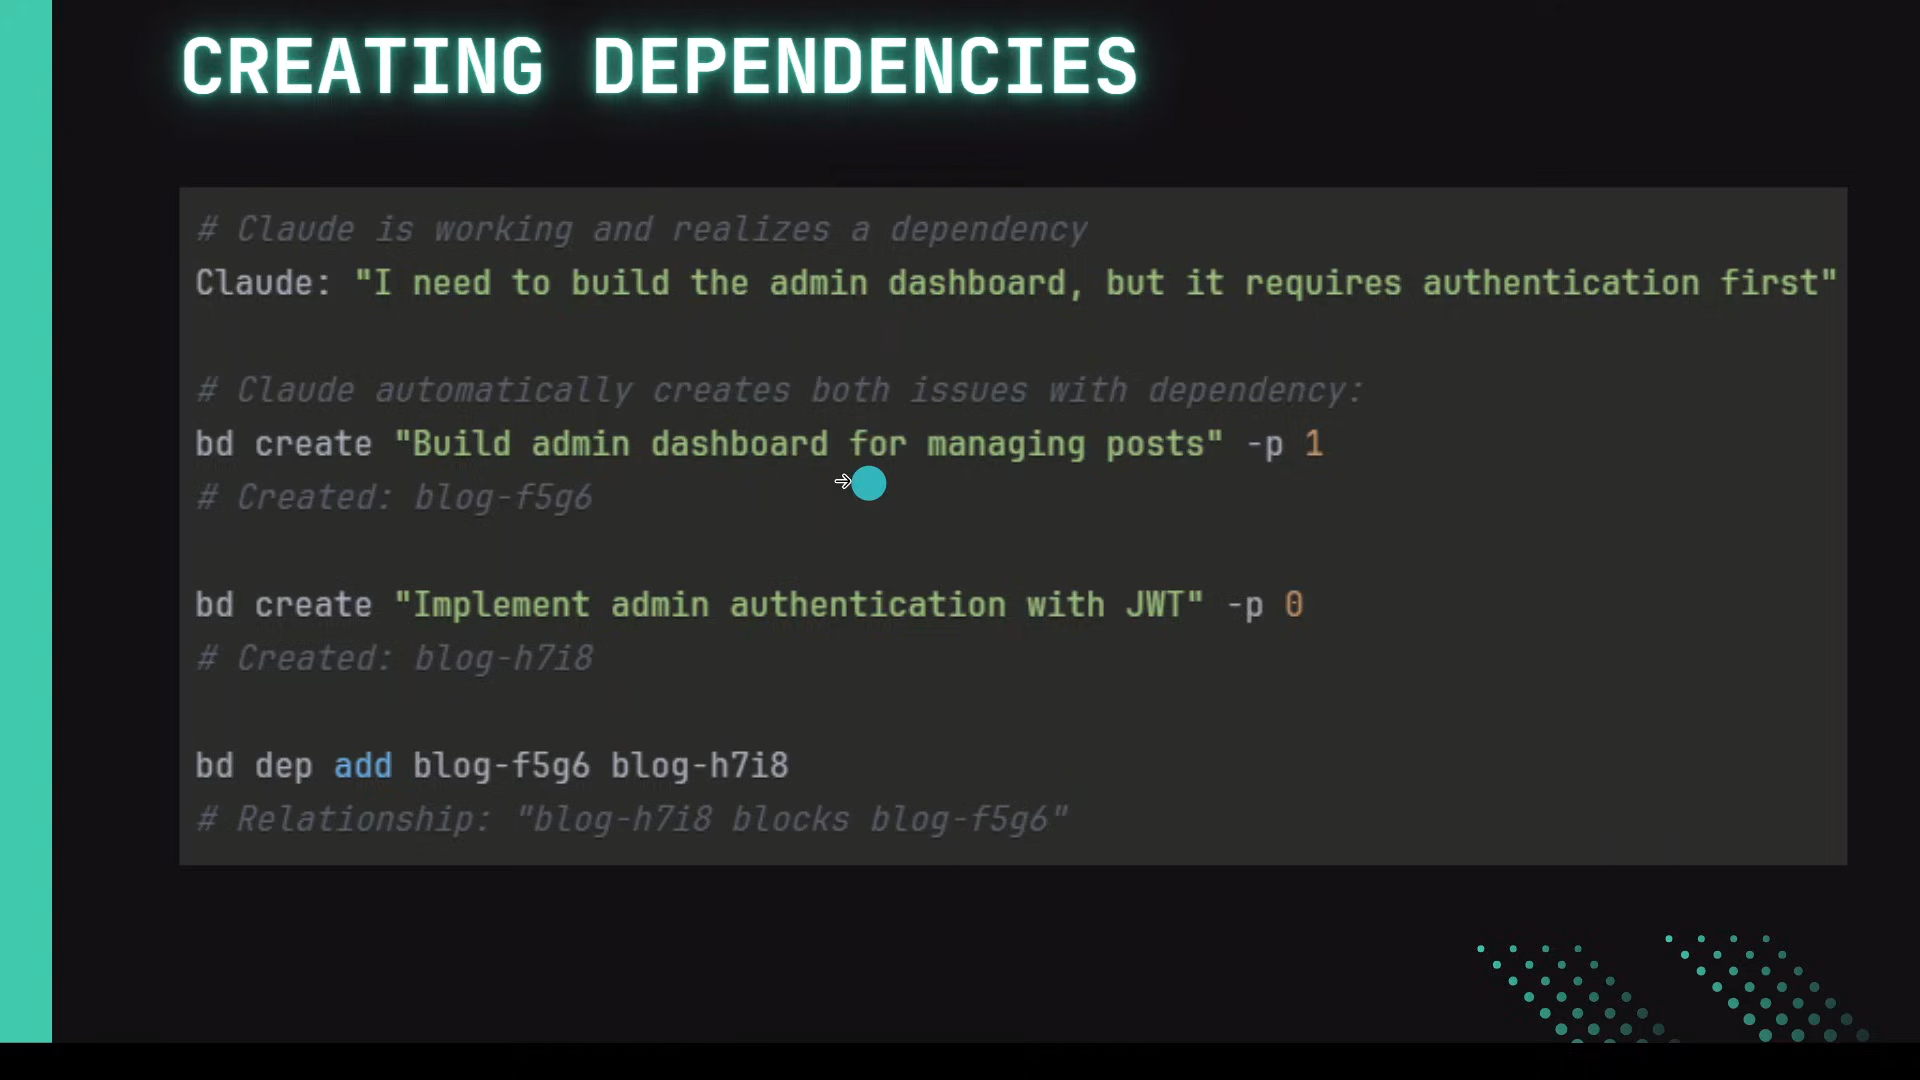 CREATING DEPENDENCIES
# Claude is working and realizes a dependency
Claude: "I need to build the admin dashboard, but it requires authentication first"
# Claude automatically creates both issues with dependency:
bd create "Build admin dashboard for managing posts" -p 1
# Created: blog-f5g6
bd create "Implement admin authentication with JWT" -p 0
# Created: blog-h7i8
bd dep add blog-f5g6 blog-h7i8
# Relationship: "blog-h7i8 blocks blog-f5g6"